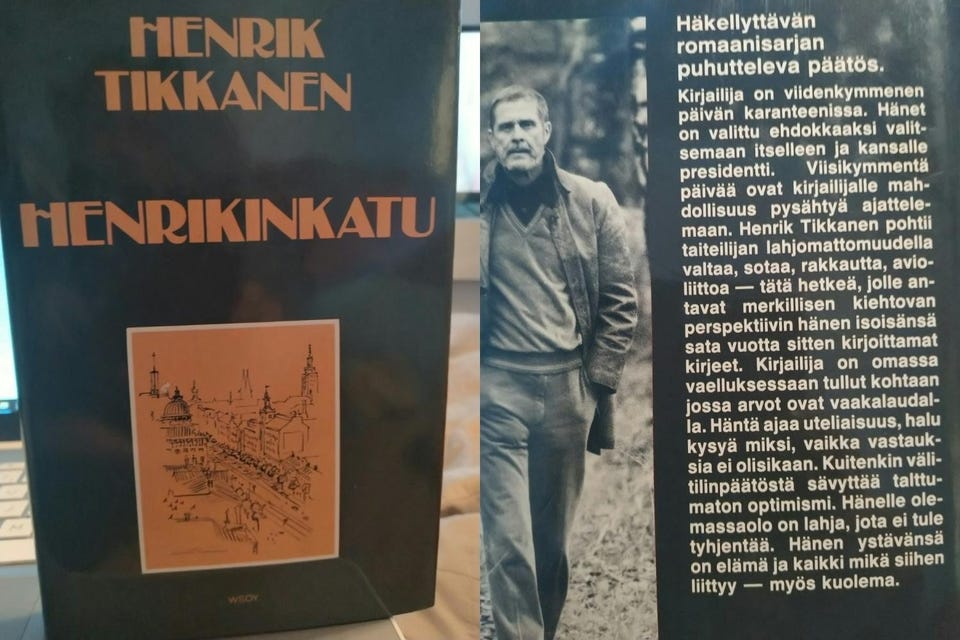 HENRIK
TIKKANEN
HENRIKINKATU
WSOY
Häkellyttävän
romaanisarjan
puhutteleva päätös.
Kirjailija on viidenkymmenen
päivän karanteenissa. Hänet
on valittu ehdokkaaksi valit-
semaan itselleen ja kansalle
presidentti. Viisikymmentä
päivää ovat kirjailijalle mah-
dollisuus pysähtyä ajattele-
maan. Henrik Tikkanen pohtii
taiteilijan lahjomattomuudella
valtaa, sotaa, rakkautta, avio-
liittoa — tätä hetkeä, jolle an-
tavat merkillisen kiehtovan
perspektiivin hänen isoisänsä
sata vuotta sitten kirjoittamat
kirjeet. Kirjailija on omassa
vaelluksessaan tullut kohtaan
jossa arvot ovat vaakalaudal-
la. Häntä ajaa uteliaisuus, halu
kysyä miksi, vaikka vastauk-
sia ei olisikaan. Kuitenkin väli-
tilinpäätöstä sävyttää talttu-
maton optimismi. Hänelle ole-
massaolo on lahja, jota ei tule
tyhjentää. Hänen ystävänsä
on elämä ja kaikki mikä siihen
liittyy — myös kuolema.